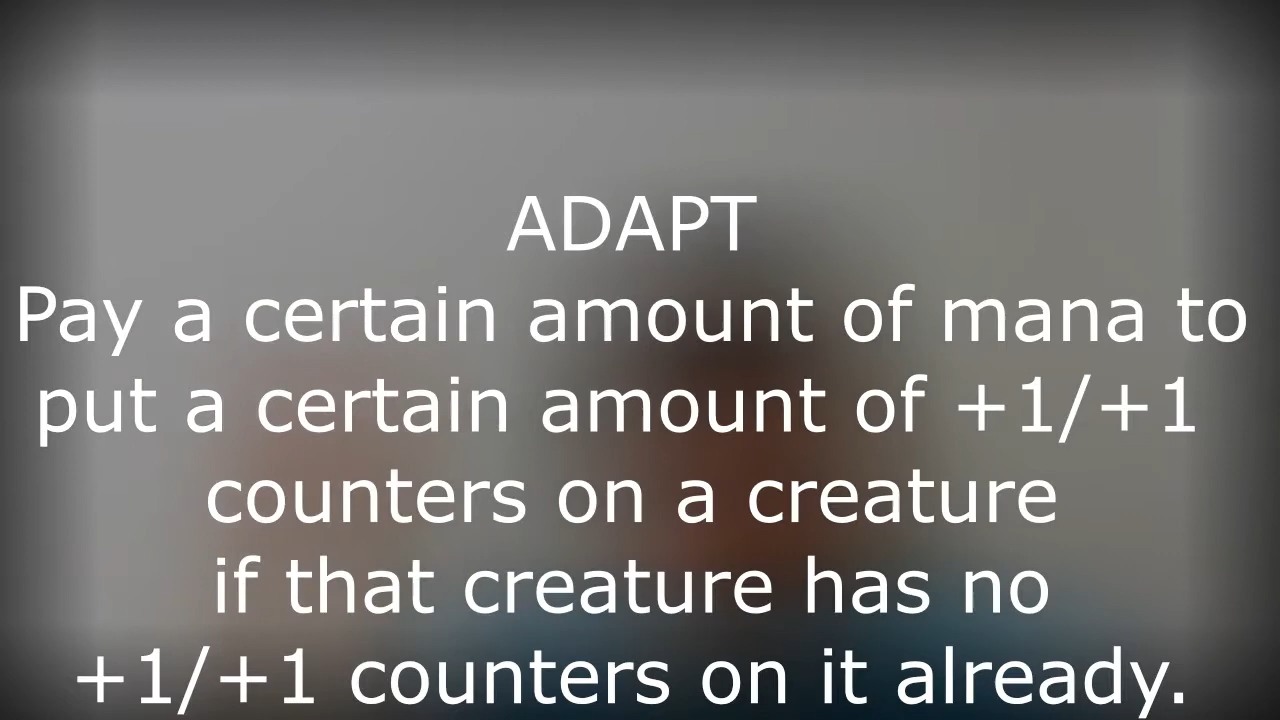 ADAPT
Pay a certain amount of mana to
put a certain amount of +1/+1
counters on a creature
if that creature has no
+1/+1 counters on it already.